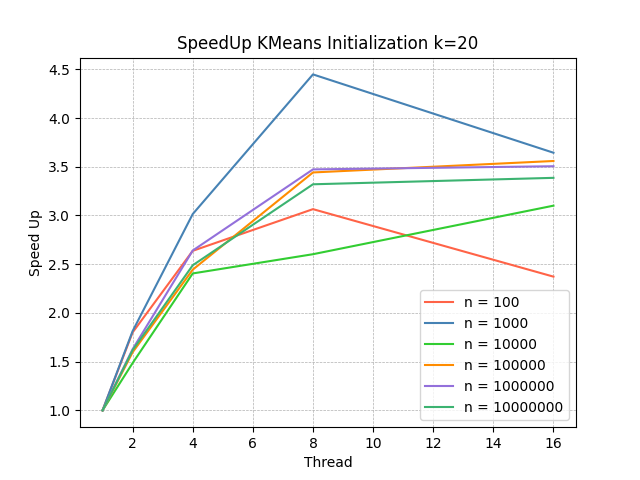 SpeedUp KMeans Initialization k=20
Speed Up
4.5
4.0
3.5
3.0
2.5
2.0
1.5
1.0
n = 100
n = 1000
n = 10000
n = 100000
n = 1000000
n = 10000000
2 4 6 8 10 12 14 16
Thread